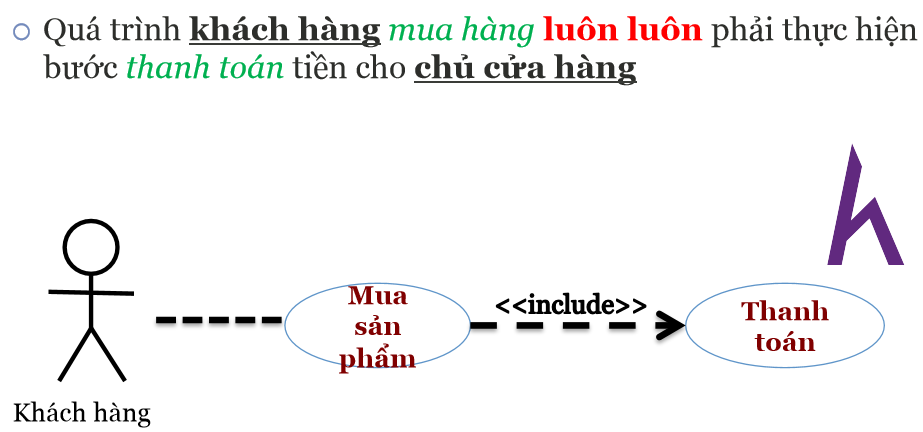 Quá trình khách hàng mua hàng luôn luôn phải thực hiện
bước thanh toán tiền cho chủ cửa hàng
Mua
sản
phẩm
<<include>>
Thanh
toán
Khách hàng